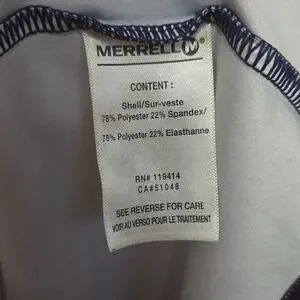 MERRELL
CONTENT :
Shell/Sur-veste
78% Polyester 22% Spandex/
78% Polyester 22% Elasthanne
RN# 119414
CA#51048
SEE REVERSE FOR CARE
VOIR AU VERSO POUR LE TRAITEMENT